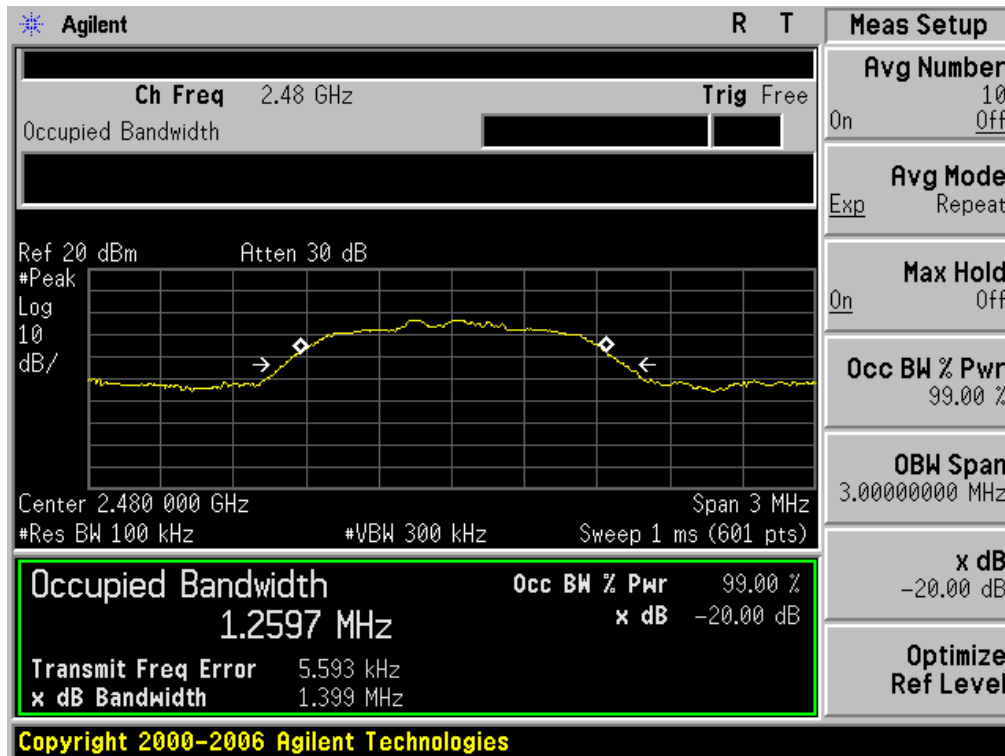 Agilent R T
Ch Freq 2.48 GHz Trig Free
Occupied Bandwidth
Ref 20 dBm Atten 30 dB
#Peak
Log
10
dB/
Center 2.480 000 GHz Span 3 MHz
#Res BW 100 kHz #VBW 300 kHz Sweep 1 ms (601 pts)
Occupied Bandwidth
1.2597 MHz
Occ BW % Pwr 99.00 %
x dB -20.00 dB
Transmit Freq Error 5.593 kHz
x dB Bandwidth 1.399 MHz
Copyright 2000-2006 Agilent Technologies
Meas Setup
Avg Number
10
On Off
Avg Mode
Exp Repeat
Max Hold
On Off
Occ BW % Pwr
99.00 %
OBW Span
3.00000000 MHz
x dB
-20.00 dB
Optimize
Ref Level